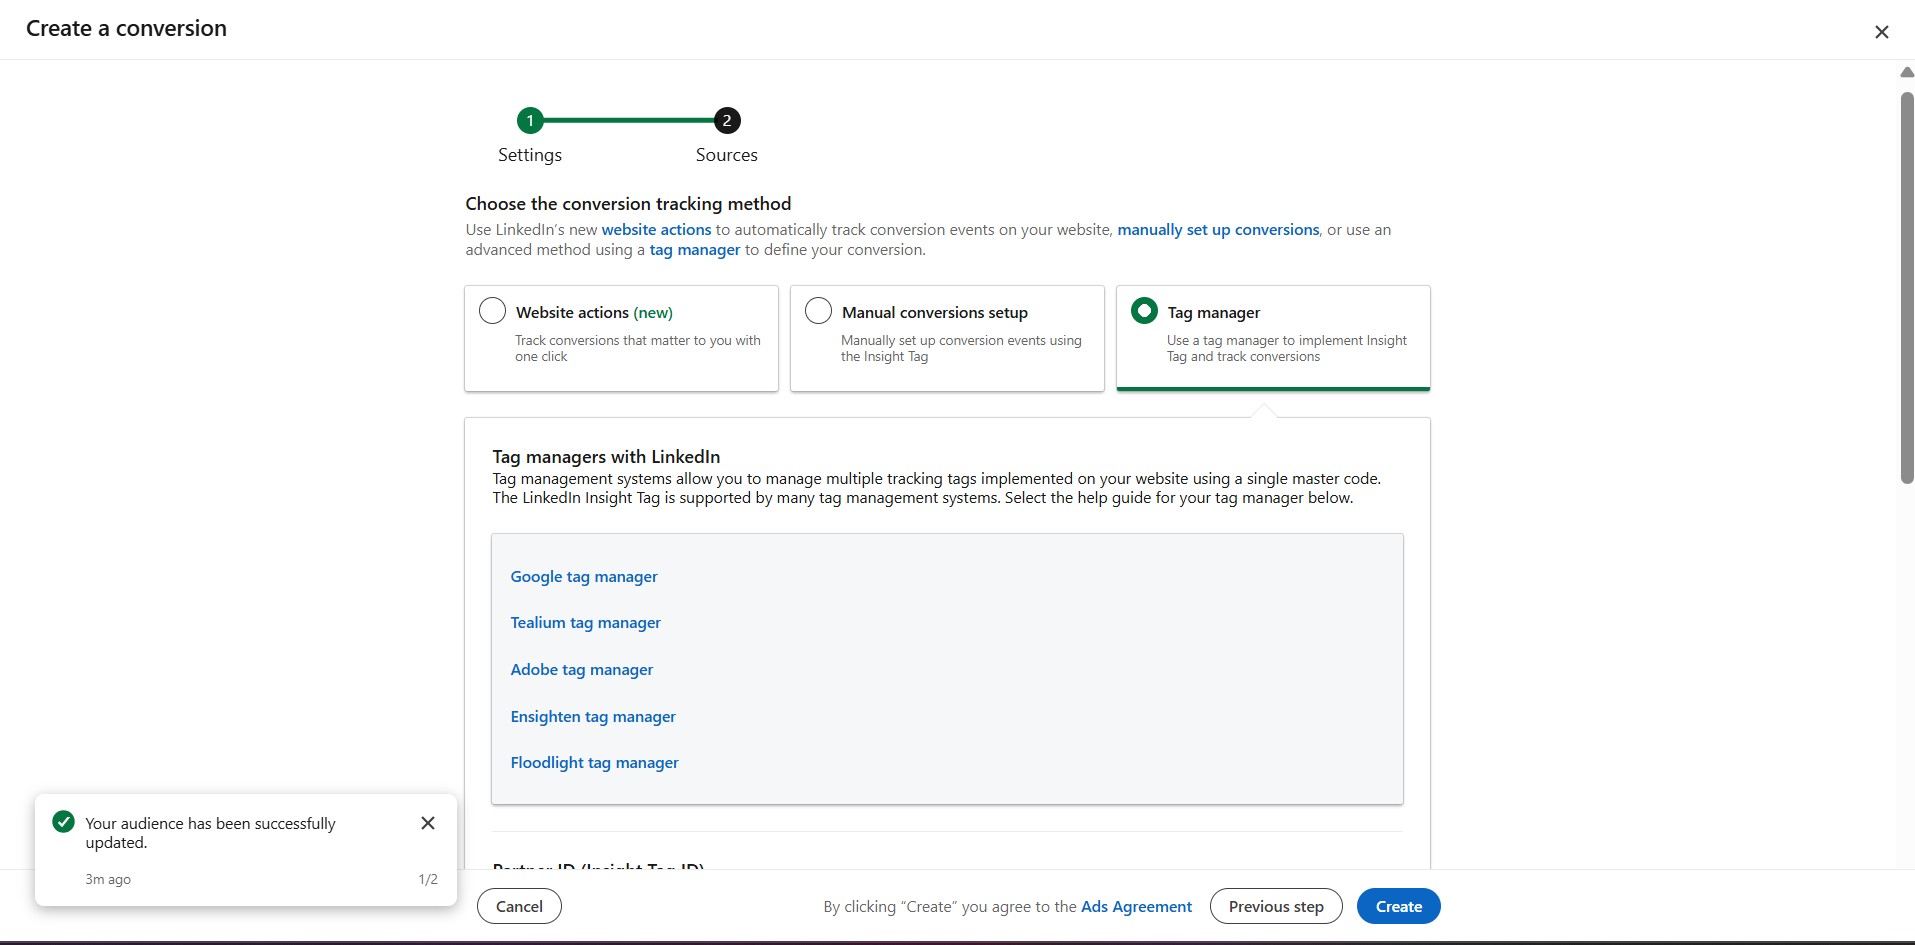 Create a conversion
1
2
Settings
Sources
Choose the conversion tracking method
Use LinkedIn's new website actions to automatically track conversion events on your website, manually set up conversions, or use an
advanced method using a tag manager to define your conversion.
Website actions (new)
Track conversions that matter to you with
one click
Manual conversions setup
Manually set up conversion events using
the Insight Tag
Tag manager
Use a tag manager to implement Insight
Tag and track conversions
Tag managers with LinkedIn
Tag management systems allow you to manage multiple tracking tags implemented on your website using a single master code.
The LinkedIn Insight Tag is supported by many tag management systems. Select the help guide for your tag manager below.
Google tag manager
Tealium tag manager
Adobe tag manager
Ensighten tag manager
Floodlight tag manager
Partner ID (Insight Tag ID)
Your audience has been successfully
updated.
3m ago
1/2
Cancel
By clicking “Create” you agree to the Ads Agreement
Previous step
Create